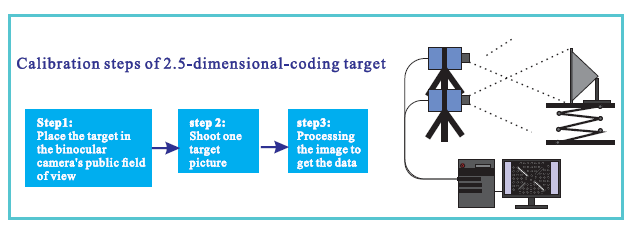 Calibration steps of 2.5-dimensional-coding target
Step1:
Place the target in
the binocular
camera's public field
of view
step 2:
Shoot one
target
picture
step3:
Processing
the image to
get the data